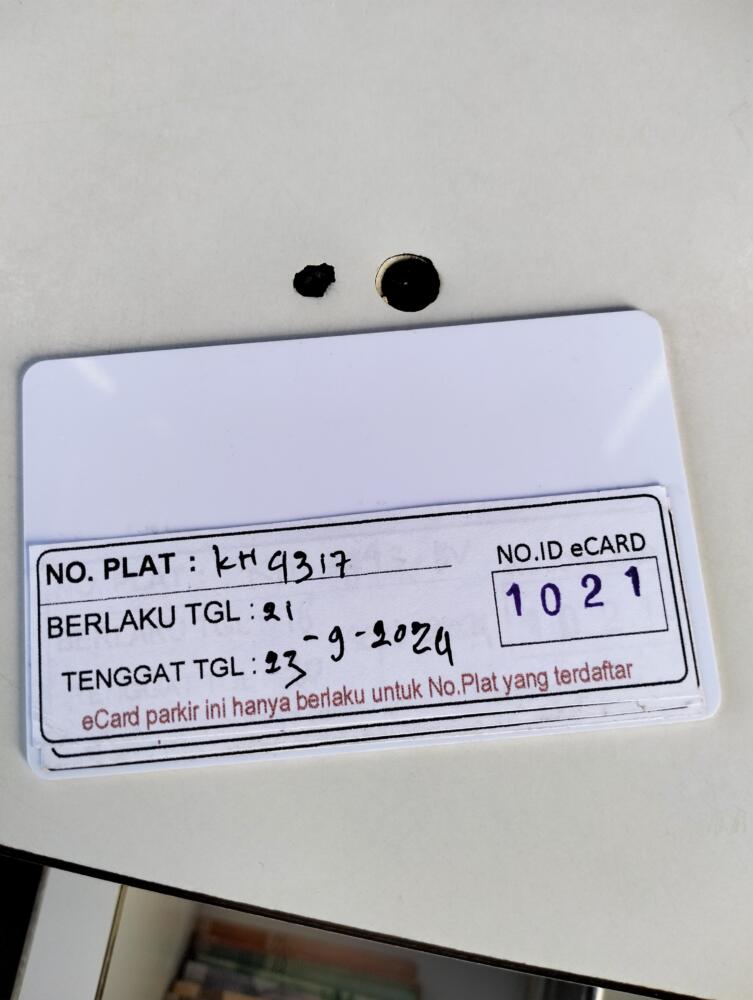 NO. PLAT : KH 9317
NO.ID eCARD
1021
BERLAKU TGL : 21
TENGGAT TGL : 23 - 9 - 2024
eCard parkir ini hanya berlaku untuk No.Plat yang terdaftar